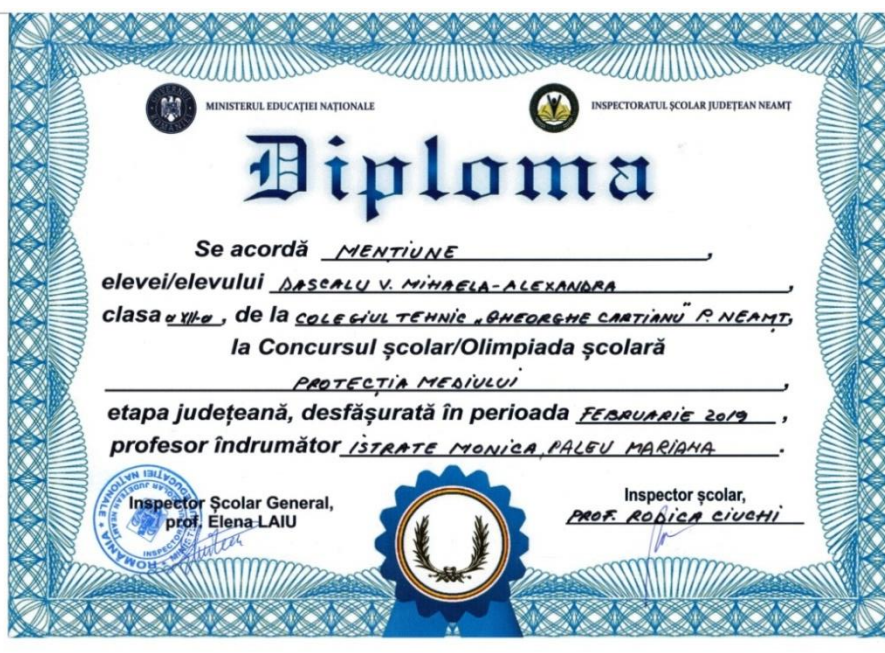 MINISTERUL EDUCAȚIEI NAȚIONALE
INSPECTORATUL ȘCOLAR JUDEȚEAN NEAMȚ
Diploma
Se acordă MENȚIUNE,
elevei/elevului DASCALU V. MIHAELA-ALEXANDRA,
clasa a XII-a, de la COLEGIUL TEHNIC „GHEORGHE CARTIANU" P. NEAMȚ,
la Concursul școlar/Olimpiada școlară
PROTECȚIA MEDIULUI,
etapa județeană, desfășurată în perioada FEBRUARIE 2019,
profesor îndrumător ISTRATE MONICA, PALEU MARIANA.
Inspector Școlar General,
prof. Elena LAIU
Inspector școlar,
PROF. RODICA CIUCHI
ROMANIA